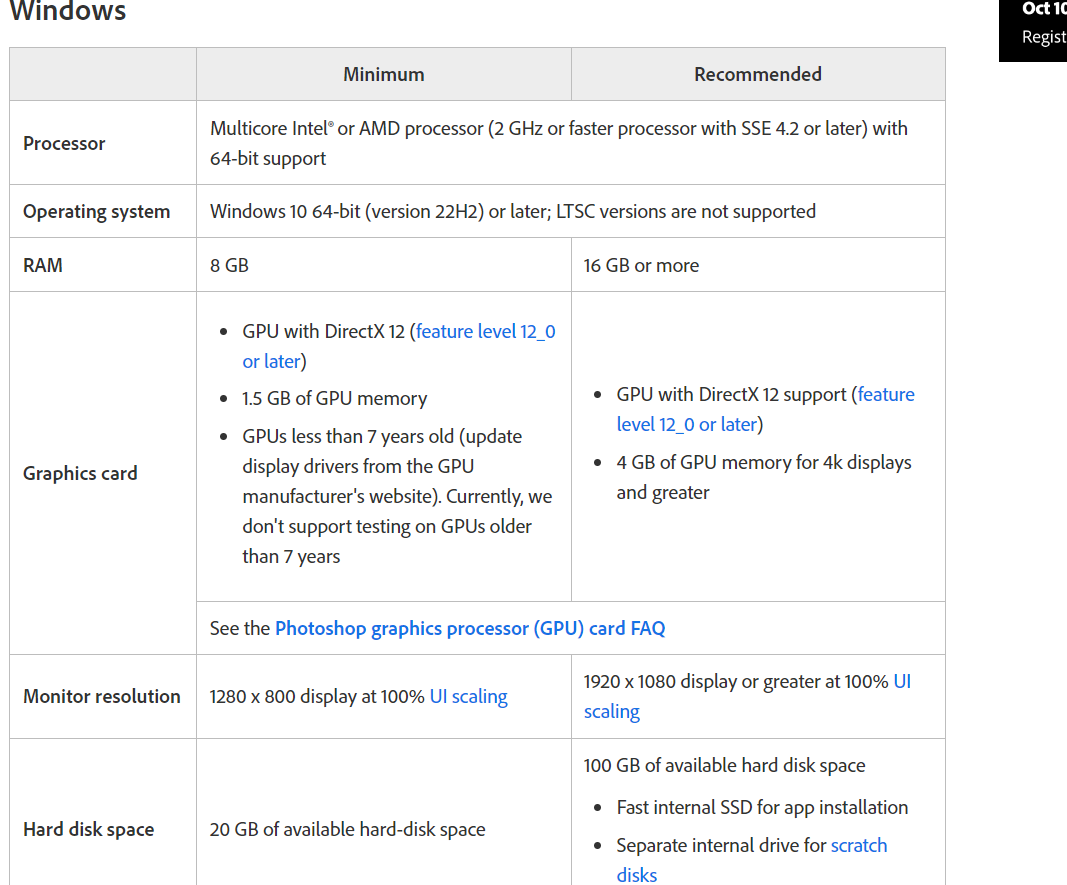 Windows
Oct 10
Regist
Minimum
Recommended
Processor
Multicore Intel® or AMD processor (2 GHz or faster processor with SSE 4.2 or later) with
64-bit support
Operating system
Windows 10 64-bit (version 22H2) or later; LTSC versions are not supported
RAM
8 GB
16 GB or more
Graphics card
• GPU with DirectX 12 (feature level 12_0
or later)
• 1.5 GB of GPU memory
• GPUs less than 7 years old (update
display drivers from the GPU
manufacturer's website). Currently, we
don't support testing on GPUs older
than 7 years
• GPU with DirectX 12 support (feature
level 12_0 or later)
• 4 GB of GPU memory for 4k displays
and greater
See the Photoshop graphics processor (GPU) card FAQ
Monitor resolution
1280 x 800 display at 100% UI scaling
1920 x 1080 display or greater at 100% UI
scaling
Hard disk space
20 GB of available hard-disk space
100 GB of available hard disk space
• Fast internal SSD for app installation
• Separate internal drive for scratch
disks